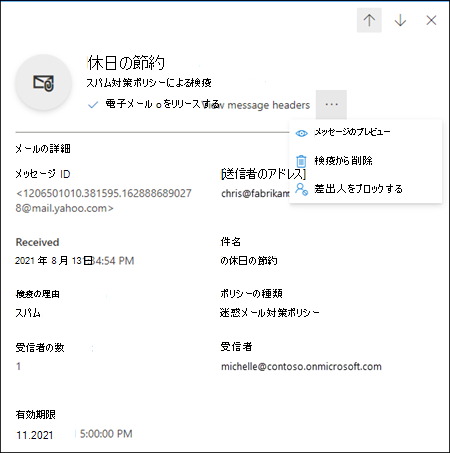 休日の節約
スパム対策ポリシーによる検疫
電子メール oをリリースする view message headers
メッセージのプレビュー
検疫から削除
差出人をブロックする
メールの詳細
メッセージ ID
<1206501010.381595.1628886890278@mail.yahoo.com>
[送信者のアドレス]
chris@fabrikam
Received
2021 年 8 月 13日 34:54 PM
件名
の休日の節約
検疫の理由
スパム
ポリシーの種類
迷惑メール対策ポリシー
受信者の数
1
受信者
michelle@contoso.onmicrosoft.com
有効期限
11.2021 5:00:00 PM